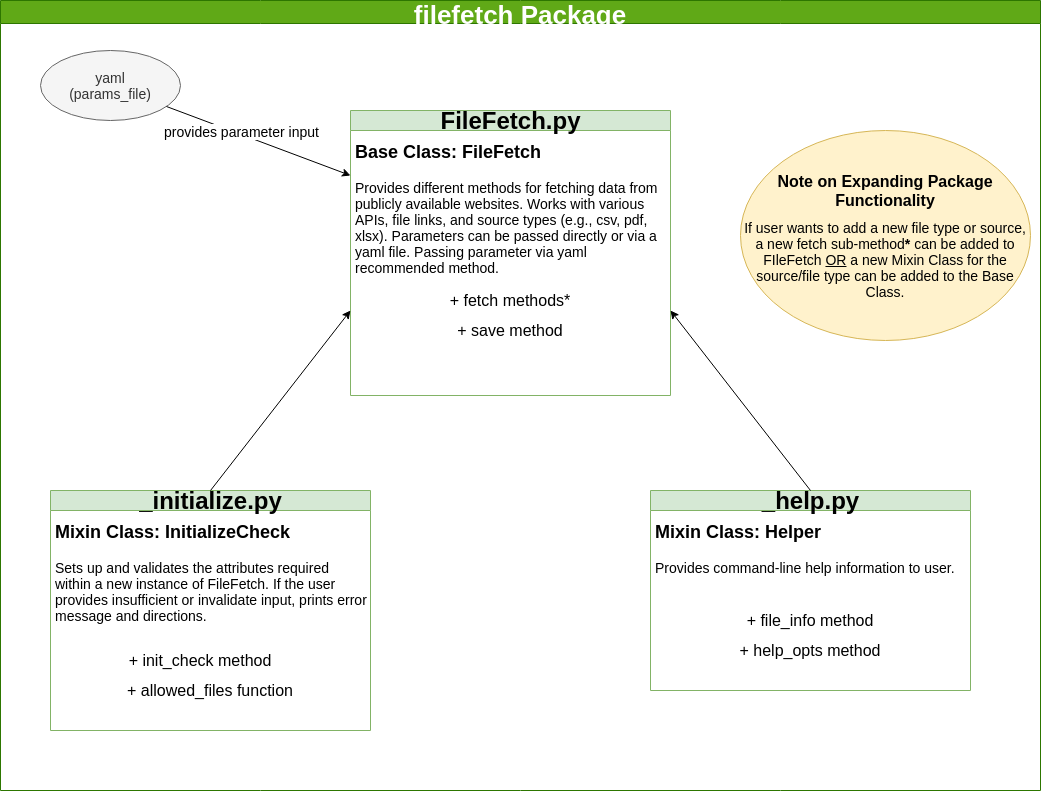 filefetch Package
yaml
(params_file)
provides parameter input
FileFetch.py
Base Class: FileFetch
Provides different methods for fetching data from
publicly available websites. Works with various
APIs, file links, and source types (e.g., csv, pdf,
xlsx). Parameters can be passed directly or via a
yaml file. Passing parameter via yaml
recommended method.
+ fetch methods*
+ save method
Note on Expanding Package
Functionality
If user wants to add a new file type or source,
a new fetch sub-method* can be added to
FIleFetch OR a new Mixin Class for the
source/file type can be added to the Base
Class.
_initialize.py
Mixin Class: InitializeCheck
Sets up and validates the attributes required
within a new instance of FileFetch. If the user
provides insufficient or invalidate input, prints error
message and directions.
+ init_check method
+ allowed_files function
_help.py
Mixin Class: Helper
Provides command-line help information to user.
+ file_info method
+ help_opts method